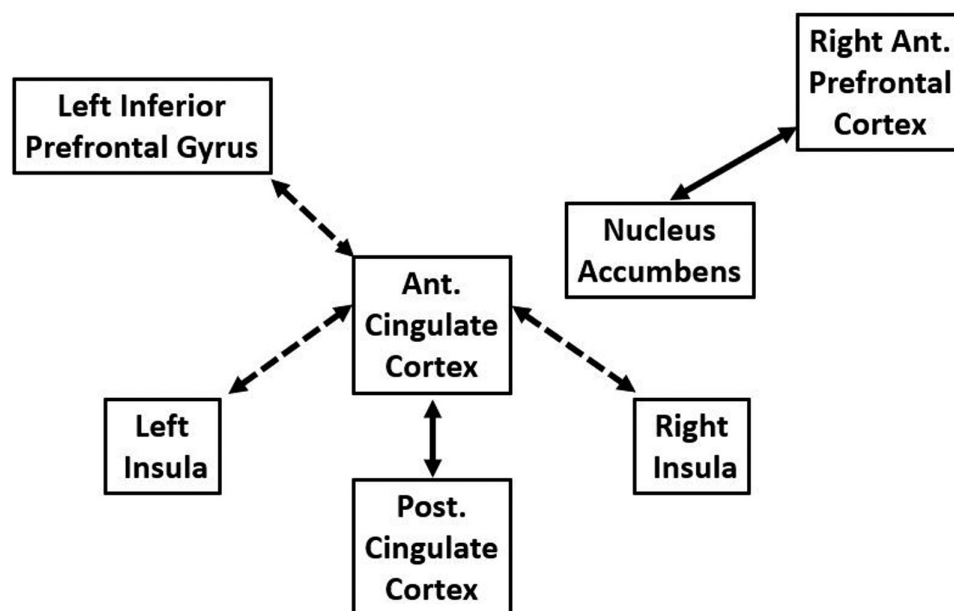 Left Inferior
Prefrontal Gyrus
Right Ant.
Prefrontal
Cortex
Nucleus
Accumbens
Ant.
Cingulate
Cortex
Left
Insula
Right
Insula
Post.
Cingulate
Cortex